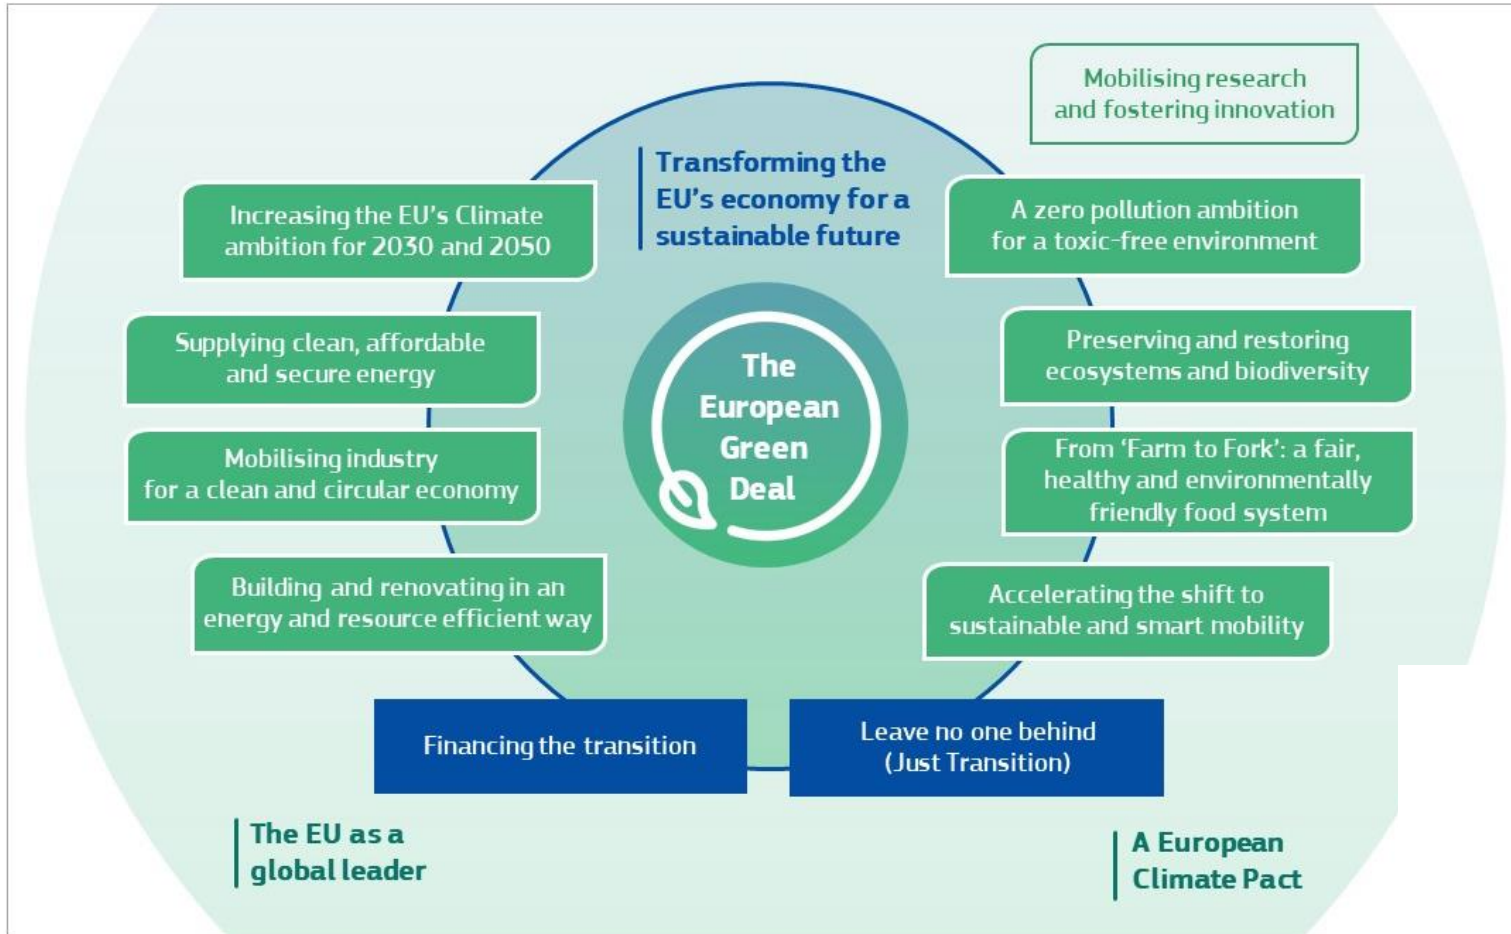 Mobilising research
and fostering innovation
Transforming the
EU's economy for a
sustainable future
Increasing the EU's Climate
ambition for 2030 and 2050
A zero pollution ambition
for a toxic-free environment
Supplying clean, affordable
and secure energy
Preserving and restoring
ecosystems and biodiversity
The
European
Green
Deal
Mobilising industry
for a clean and circular economy
From ‘Farm to Fork’: a fair,
healthy and environmentally
friendly food system
Building and renovating in an
energy and resource efficient way
Accelerating the shift to
sustainable and smart mobility
Financing the transition
Leave no one behind
(Just Transition)
The EU as a
global leader
A European
Climate Pact